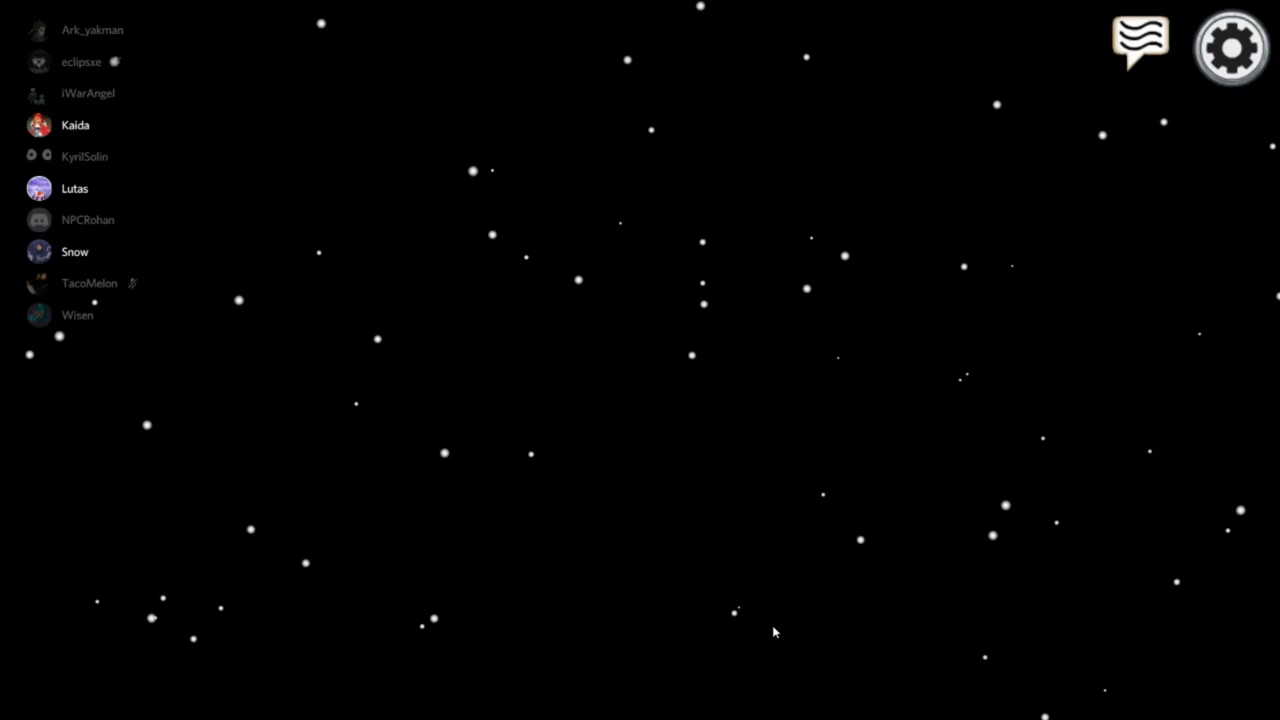 Ark_yakman
eclipsxe
iWarAngel
Kaida
KyrilSolin
Lutas
NPCRohan
Snow
TacoMelon
Wisen